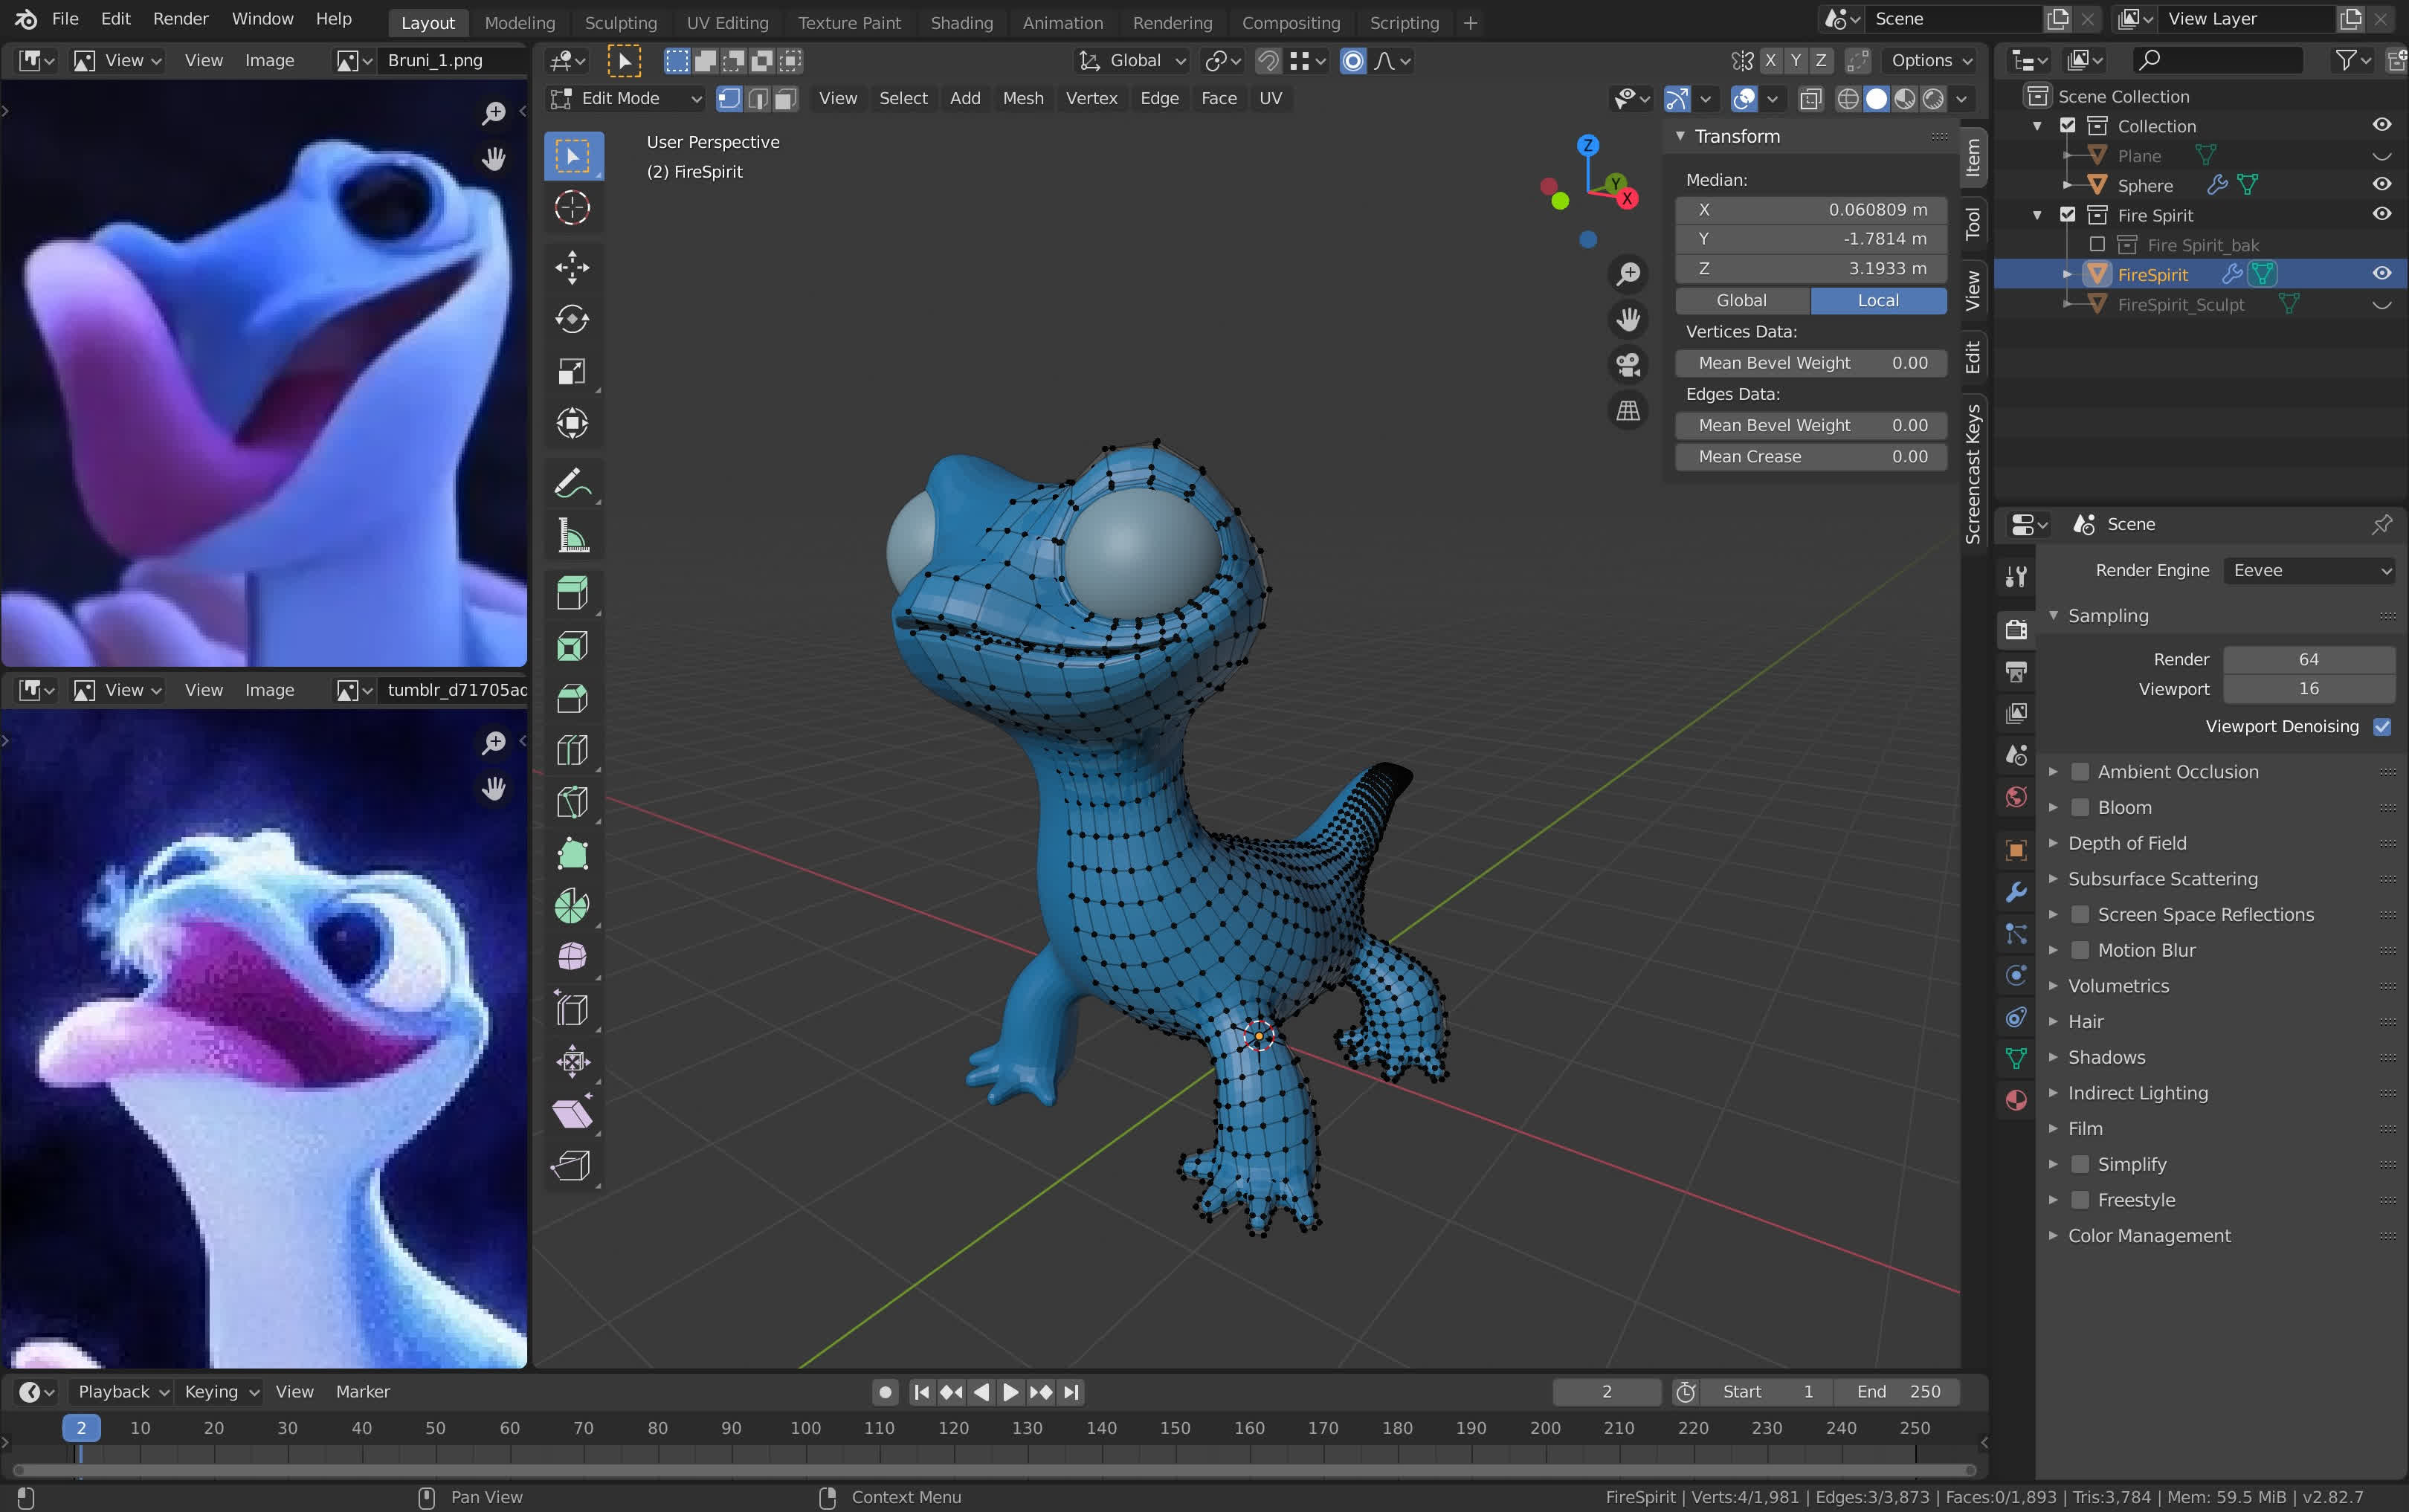 File Edit Render Window Help Layout Modeling Sculpting UV Editing Texture Paint Shading Animation Rendering Compositing Scripting + Scene View Layer
View View Image Bruni_1.png
Global X Y Z Options
Edit Mode View Select Add Mesh Vertex Edge Face UV
User Perspective
(2) FireSpirit
Z
Y
X
Transform
Median:
X 0.060809 m
Y -1.7814 m
Z 3.1933 m
Global Local
Vertices Data:
Mean Bevel Weight 0.00
Edges Data:
Mean Bevel Weight 0.00
Mean Crease 0.00
Item
Tool
View
Edit
Screencast Keys
Scene Collection
Collection
Plane
Sphere
Fire Spirit
Fire Spirit_bak
FireSpirit
FireSpirit_Sculpt
View View Image tumblr_d71705ad
Scene
Render Engine Eevee
Sampling
Render 64
Viewport 16
Viewport Denoising
Ambient Occlusion
Bloom
Depth of Field
Subsurface Scattering
Screen Space Reflections
Motion Blur
Volumetrics
Hair
Shadows
Indirect Lighting
Film
Simplify
Freestyle
Color Management
Playback Keying View Marker 2 Start 1 End 250
2 10 20 30 40 50 60 70 80 90 100 110 120 130 140 150 160 170 180 190 200 210 220 230 240 250
Pan View Context Menu FireSpirit | Verts:4/1,981 | Edges:3/3,873 | Faces:0/1,893 | Tris:3,784 | Mem: 59.5 MiB | v2.82.7